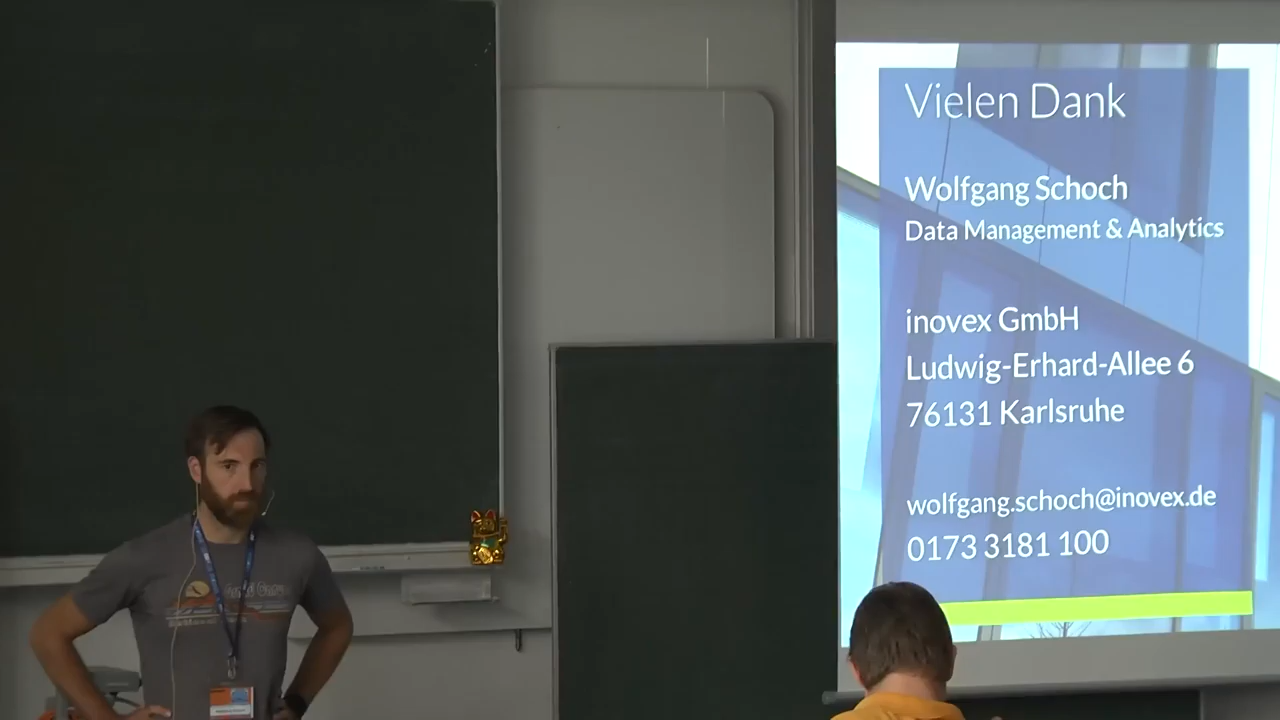 Vielen Dank
Wolfgang Schoch
Data Management & Analytics
inovex GmbH
Ludwig-Erhard-Allee 6
76131 Karlsruhe
wolfgang.schoch@inovex.de
0173 3181 100